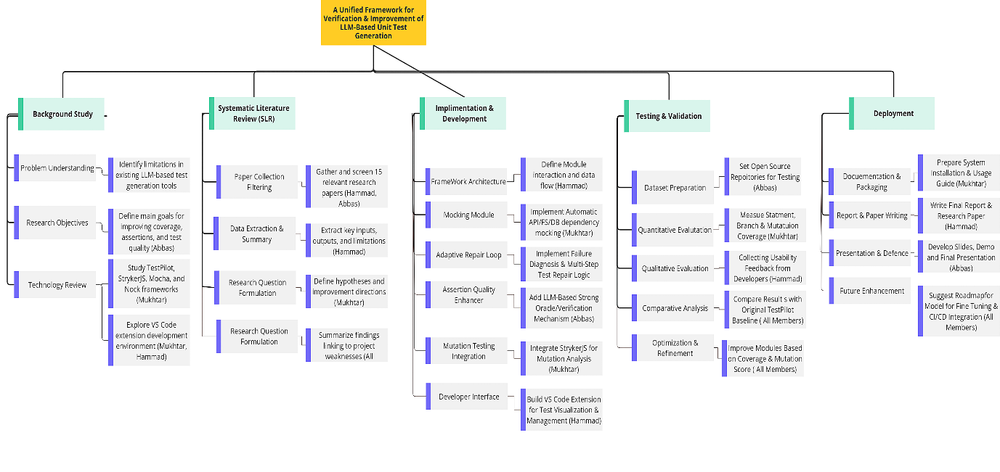 A Unified Framework for
Verification & Improvement of
LLM-Based Unit Test
Generation
Background Study
Problem Understanding
Identify limitations in
existing LLM-based test
generation tools
Research Objectives
Define main goals for
improving coverage,
assertions, and test
quality (Abbas)
Technology Review
Study TestPilot,
StrykerJS, Mocha, and
Nock frameworks
(Mukhtar)
Explore VS Code
extension development
environment (Mukhtar,
Hammad)
Systematic Literature
Review (SLR)
Paper Collection
Filtering
Gather and screen 15
relevant research
papers (Hammad,
Abbas)
Data Extraction &
Summary
Extract key inputs,
outputs, and limitations
(Hammad)
Research Question
Formulation
Define hypotheses and
improvement directions
(Mukhtar)
Research Question
Formulation
Summarize findings
linking to project
weaknesses (All
Implimentation &
Development
FrameWork Architecture
Define Module
interaction and data
flow (Hammad)
Mocking Module
Implement Automatic
API/FS/DB dependency
mocking (Mukhtar)
Adaptive Repair Loop
Implement Failure
Diagnosis & Multi-Step
Test Repair Logic
Assertion Quality
Enhancer
Add LLM-Based Strong
Oracle/Verification
Mechanism (Abbas)
Mutation Testing
Integration
Integrate StrykerJS for
Mutation Analysis
(Mukhtar)
Developer Interface
Build VS Code Extension
for Test Visualization &
Management (Hammad)
Testing & Validation
Dataset Preparation
Set Open Source
Repoitories for Testing
(Abbas)
Quantitative Evalutation
Measue Statment,
Branch & Mutatuion
Coverage (Mukhtar)
Qualitative Evaluation
Collecting Usability
Feedback from
Developers (Hammad)
Comparative Analysis
Compare Result s with
Original TestPilot
Baseline ( All Members)
Optimization &
Refinement
Improve Modules Based
on Coverage & Mutation
Score ( All Members)
Deployment
Docuementation &
Packaging
Prepare System
Installation & Usage
Guide (Mukhtar)
Report & Paper Writing
Write Final Report &
Research Paper
(Hammad)
Presentation & Defence
Develop Slides, Demo
and Final Presentation
(Abbas)
Future Enhancement
Suggest Roadmapfor
Model for Fine Tuning &
CI/CD Integration (All
Members)